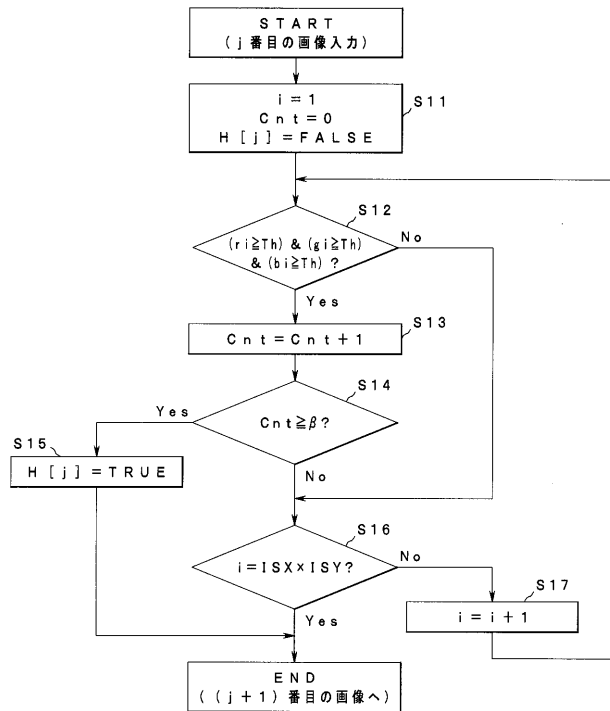 START
(j番目の画像入力)
i=1
Cnt=0
H[j]=FALSE
S11
S12
(ri≧Th)&(gi≧Th)
&(bi≧Th)?
No
Yes
S13
Cnt=Cnt+1
S14
Cnt≧β?
Yes
S15
H[j]=TRUE
No
S16
i=ISX×ISY?
No
S17
i=i+1
Yes
END
((j+1)番目の画像へ)